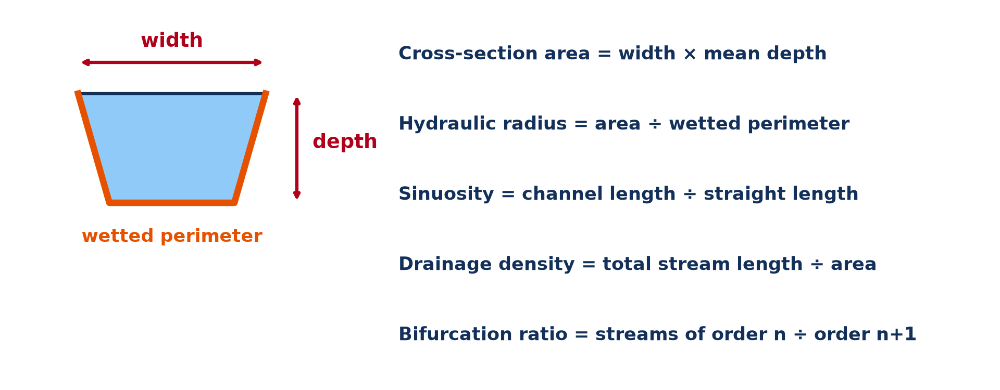 width
depth
wetted perimeter
Cross-section area = width × mean depth
Hydraulic radius = area ÷ wetted perimeter
Sinuosity = channel length ÷ straight length
Drainage density = total stream length ÷ area
Bifurcation ratio = streams of order n ÷ order n+1